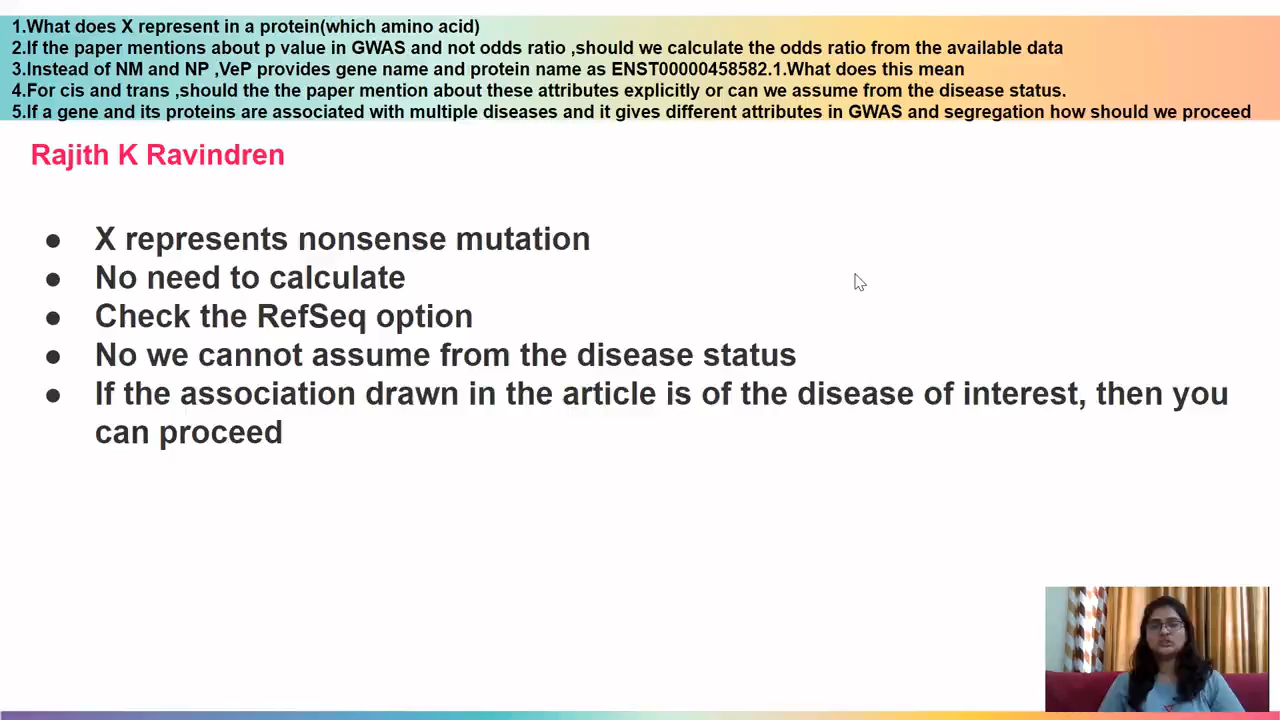 1.What does X represent in a protein(which amino acid)
2.If the paper mentions about p value in GWAS and not odds ratio ,should we calculate the odds ratio from the available data
3.Instead of NM and NP ,VeP provides gene name and protein name as ENST00000458582.1.What does this mean
4.For cis and trans ,should the the paper mention about these attributes explicitly or can we assume from the disease status.
5.If a gene and its proteins are associated with multiple diseases and it gives different attributes in GWAS and segregation how should we proceed
Rajith K Ravindren
● X represents nonsense mutation
● No need to calculate
● Check the RefSeq option
● No we cannot assume from the disease status
● If the association drawn in the article is of the disease of interest, then you
can proceed